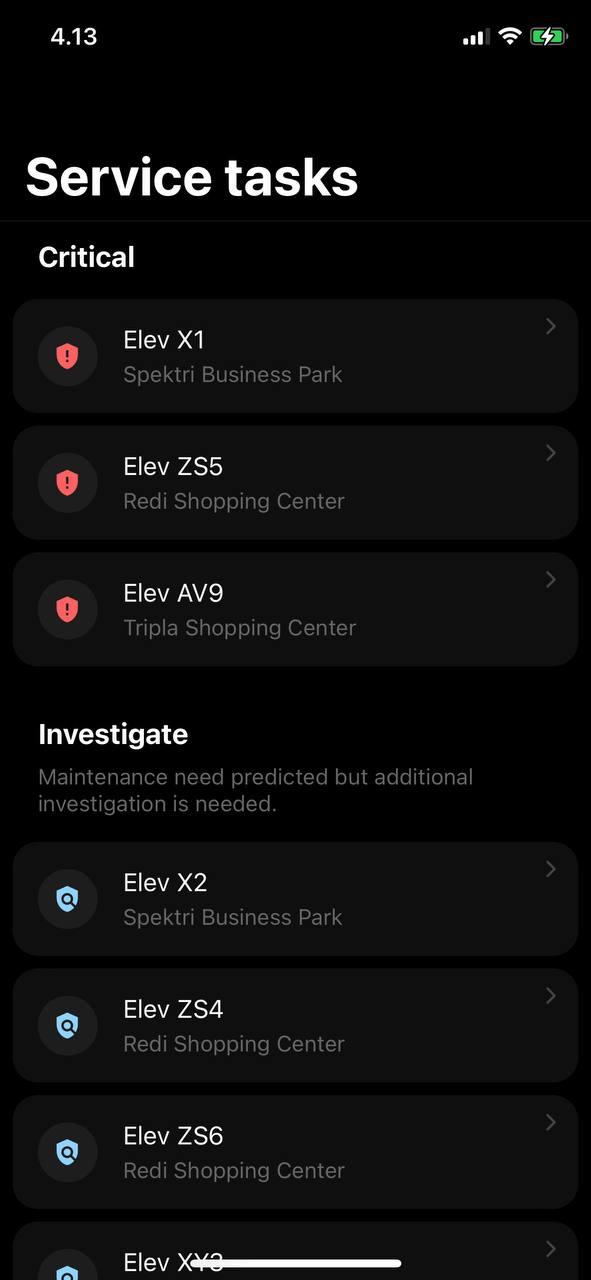 4.13
Service tasks
Critical
Elev X1
Spektri Business Park
Elev ZS5
Redi Shopping Center
Elev AV9
Tripla Shopping Center
Investigate
Maintenance need predicted but additional
investigation is needed.
Elev X2
Spektri Business Park
Elev ZS4
Redi Shopping Center
Elev ZS6
Redi Shopping Center
Elev XY3